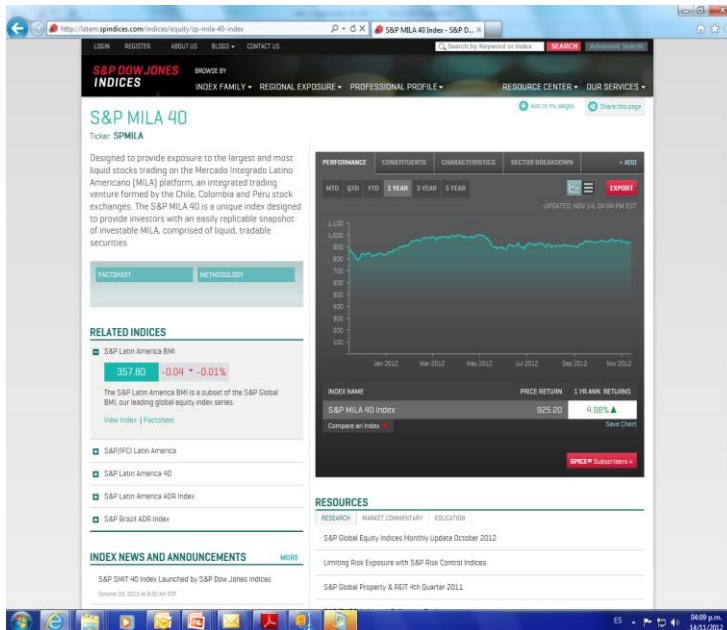 http://latam.spindices.com/indices/equity/sp-mila-40-index
S&P MILA 40 Index - S&P D...
LOGIN REGISTER ABOUT US BLOGS CONTACT US
Search by Keyword or Index SEARCH Advanced Search
S&P DOW JONES
INDICES
BROWSE BY
INDEX FAMILY REGIONAL EXPOSURE PROFESSIONAL PROFILE RESOURCE CENTER OUR SERVICES
Add to my pages Share this page
S&P MILA 40
Ticker: SPMILA
Designed to provide exposure to the largest and most
liquid stocks trading on the Mercado Integrado Latino
Americano (MILA) platform, an integrated trading
venture formed by the Chile, Colombia and Peru stock
exchanges. The S&P MILA 40 is a unique index designed
to provide investors with an easily replicable snapshot
of investable MILA, comprised of liquid, tradable
securities.
FACTSHEET METHODOLOGY
RELATED INDICES
S&P Latin America BMI
357.80 -0.04 -0.01%
The S&P Latin America BMI is a subset of the S&P Global
BMI, our leading global equity index series.
View Index | Factsheet
S&P/IFCI Latin America
S&P Latin America 40
S&P Latin America ADR Index
S&P Brazil ADR Index
INDEX NEWS AND ANNOUNCEMENTS MORE
S&P SMIT 40 Index Launched by S&P Dow Jones Indices
PERFORMANCE CONSTITUENTS CHARACTERISTICS SECTOR BREAKDOWN + ADD
MTD QTD YTD 1 YEAR 3 YEAR 5 YEAR EXPORT
UPDATED: NOV 14, 04:04 PM EST
1,100
1,000
900
800
700
600
500
400
300
200
100
Jan 2012 Mar 2012 May 2012 Jul 2012 Sep 2012 Nov 2012
INDEX NAME PRICE RETURN 1 YR ANN. RETURNS
S&P MILA 40 Index 925.20 4.98%
Compare an Index Save Chart
SPICE® Subscribers »
RESOURCES
RESEARCH MARKET COMMENTARY EDUCATION
S&P Global Equity Indices Monthly Update October 2012
Limiting Risk Exposure with S&P Risk Control Indices
S&P Global Property & REIT 4th Quarter 2011
ES
04:09 p.m.
14/11/2012